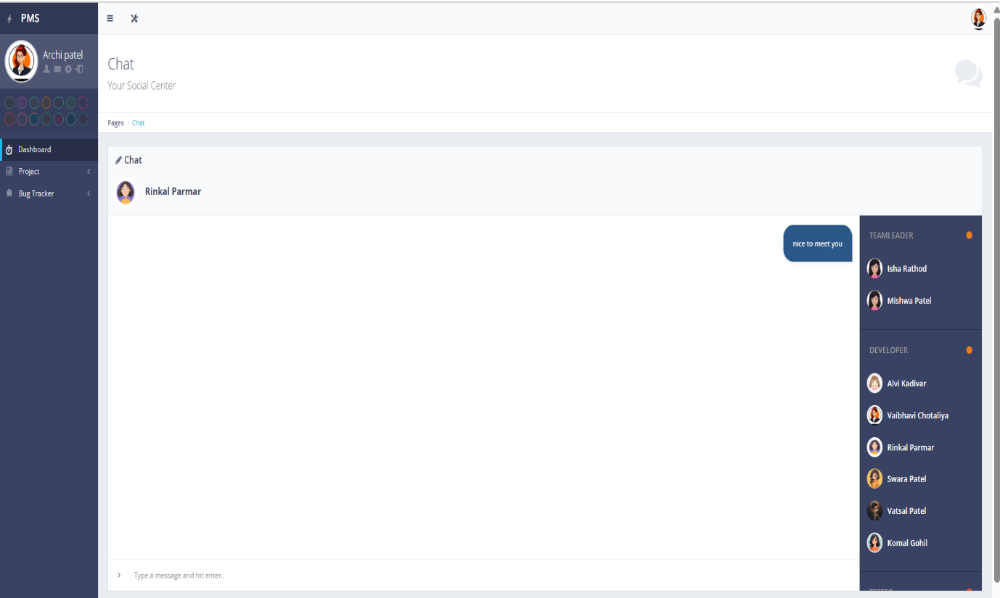 PMS
Archi patel
Dashboard
Project
Bug Tracker
Chat
Your Social Center
Pages › Chat
Chat
Rinkal Parmar
nice to meet you
Type a message and hit enter..
TEAMLEADER
Isha Rathod
Mishwa Patel
DEVELOPER
Alvi Kadivar
Vaibhavi Chotaliya
Rinkal Parmar
Swara Patel
Vatsal Patel
Komal Gohil